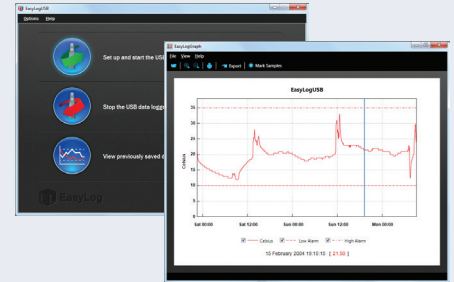 EasyLog USB
Options Help
Set up and start the USB
Stop the USB data logg
View previously saved d
EasyLog
EasyLogGraph
File View Help
Export Mark Samples
EasyLogUSB
Celsius
35
30
25
20
15
10
5
0
Sat 00:00 Sat 12:00 Sun 00:00 Sun 12:00 Mon 00:00
Celsius Low Alarm High Alarm
15 February 2004 19:10:10 [ 21.50 ]